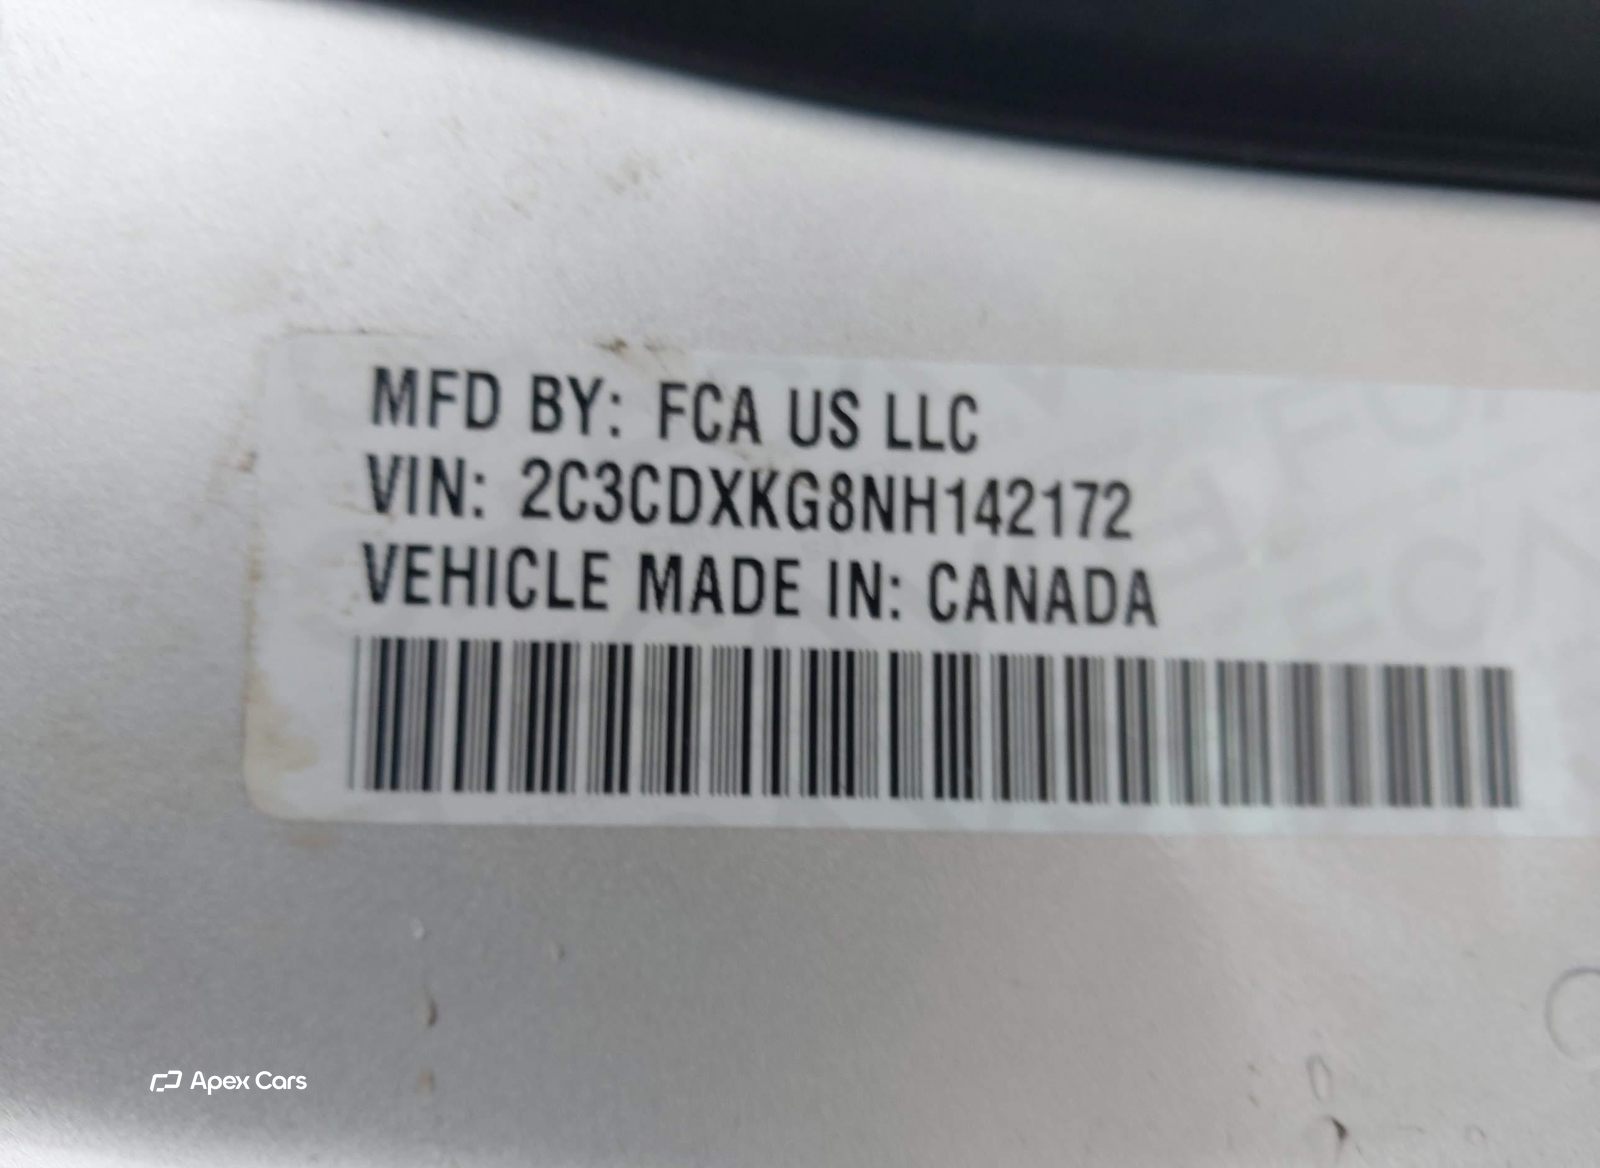 MFD BY: FCA US LLC
VIN: 2C3CDXKG8NH142172
VEHICLE MADE IN: CANADA
Apex Cars